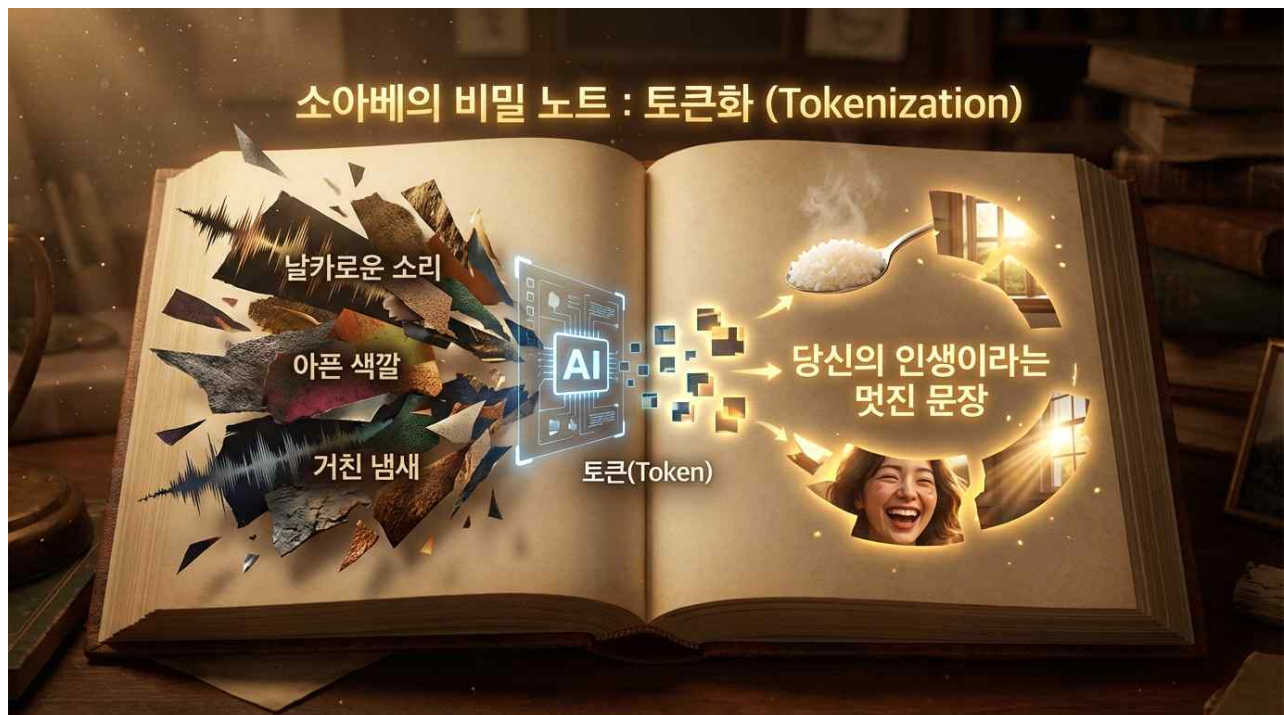 소아베의 비밀 노트 : 토큰화 (Tokenization)
날카로운 소리
아픈 색깔
거친 냄새
AI
토큰(Token)
당신의 인생이라는
멋진 문장